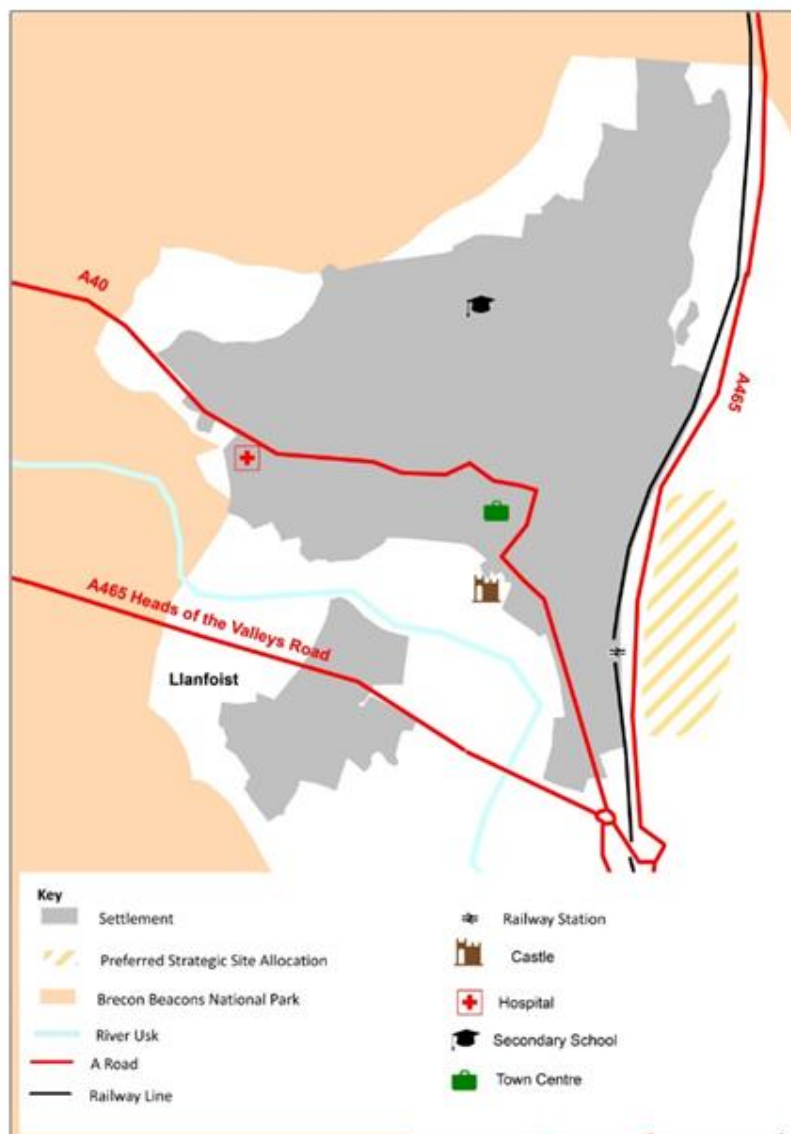 A40
A465
A465 Heads of the Valleys Road
Llanfoist
Key
Settlement
Preferred Strategic Site Allocation
Brecon Beacons National Park
River Usk
A Road
Railway Line
Railway Station
Castle
Hospital
Secondary School
Town Centre